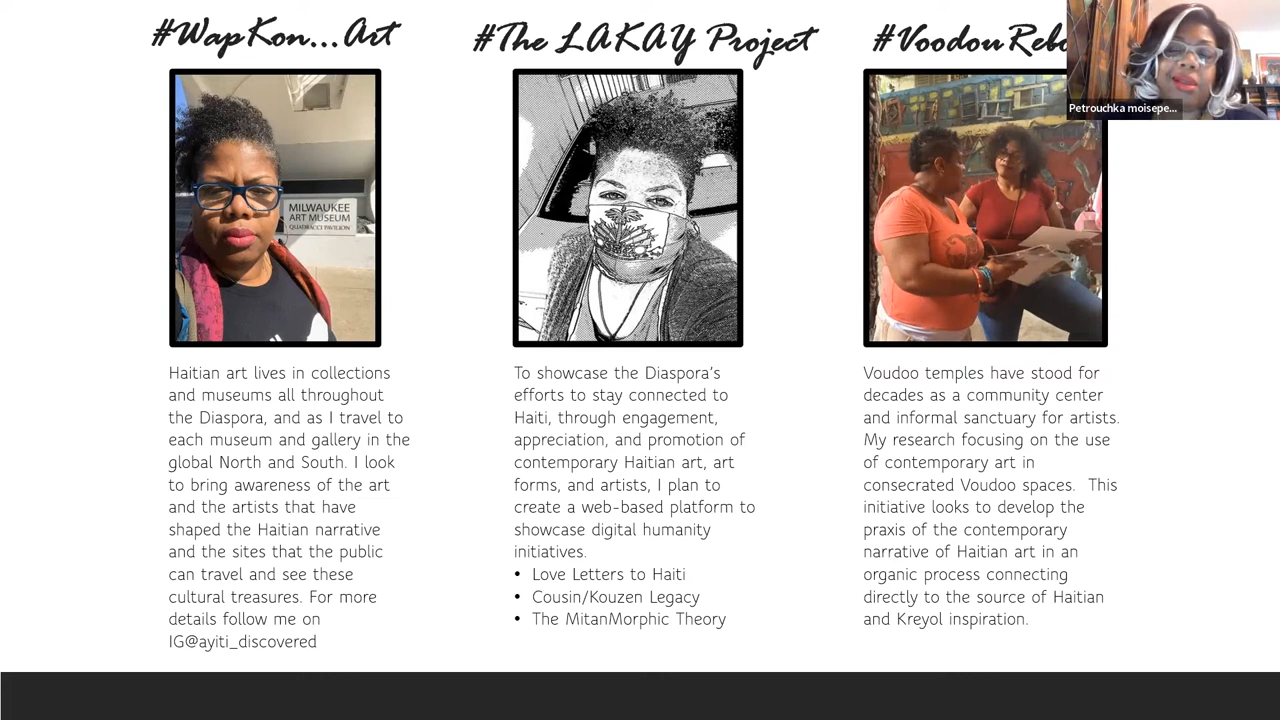 #WapKon...Art
#The LAKAY Project
#VoodouReb
Petrouchka moisepe...
MILWAUKEE
ART MUSEUM
QUADRACCI PAVILION
Haitian art lives in collections
and museums all throughout
the Diaspora, and as I travel to
each museum and gallery in the
global North and South. I look
to bring awareness of the art
and the artists that have
shaped the Haitian narrative
and the sites that the public
can travel and see these
cultural treasures. For more
details follow me on
IG@ayiti_discovered
To showcase the Diaspora's
efforts to stay connected to
Haiti, through engagement,
appreciation, and promotion of
contemporary Haitian art, art
forms, and artists, I plan to
create a web-based platform to
showcase digital humanity
initiatives.
• Love Letters to Haiti
• Cousin/Kouzen Legacy
• The MitanMorphic Theory
Voudoo temples have stood for
decades as a community center
and informal sanctuary for artists.
My research focusing on the use
of contemporary art in
consecrated Voudoo spaces.  This
initiative looks to develop the
praxis of the contemporary
narrative of Haitian art in an
organic process connecting
directly to the source of Haitian
and Kreyol inspiration.